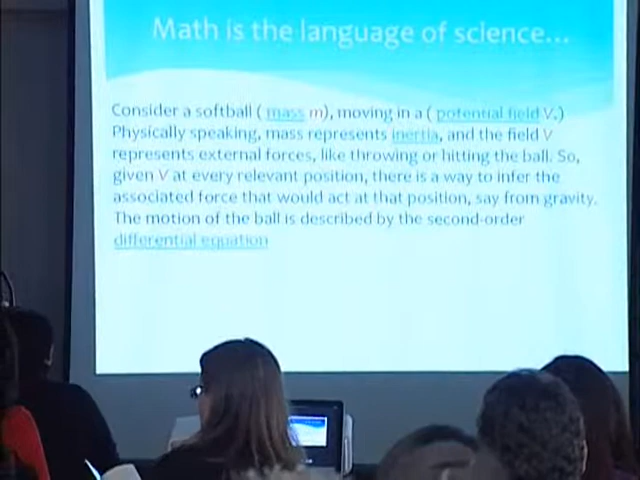 Math is the language of science...
Consider a softball ( mass m), moving in a ( potential field V.)
Physically speaking, mass represents inertia, and the field V
represents external forces, like throwing or hitting the ball. So,
given V at every relevant position, there is a way to infer the
associated force that would act at that position, say from gravity.
The motion of the ball is described by the second-order
differential equation